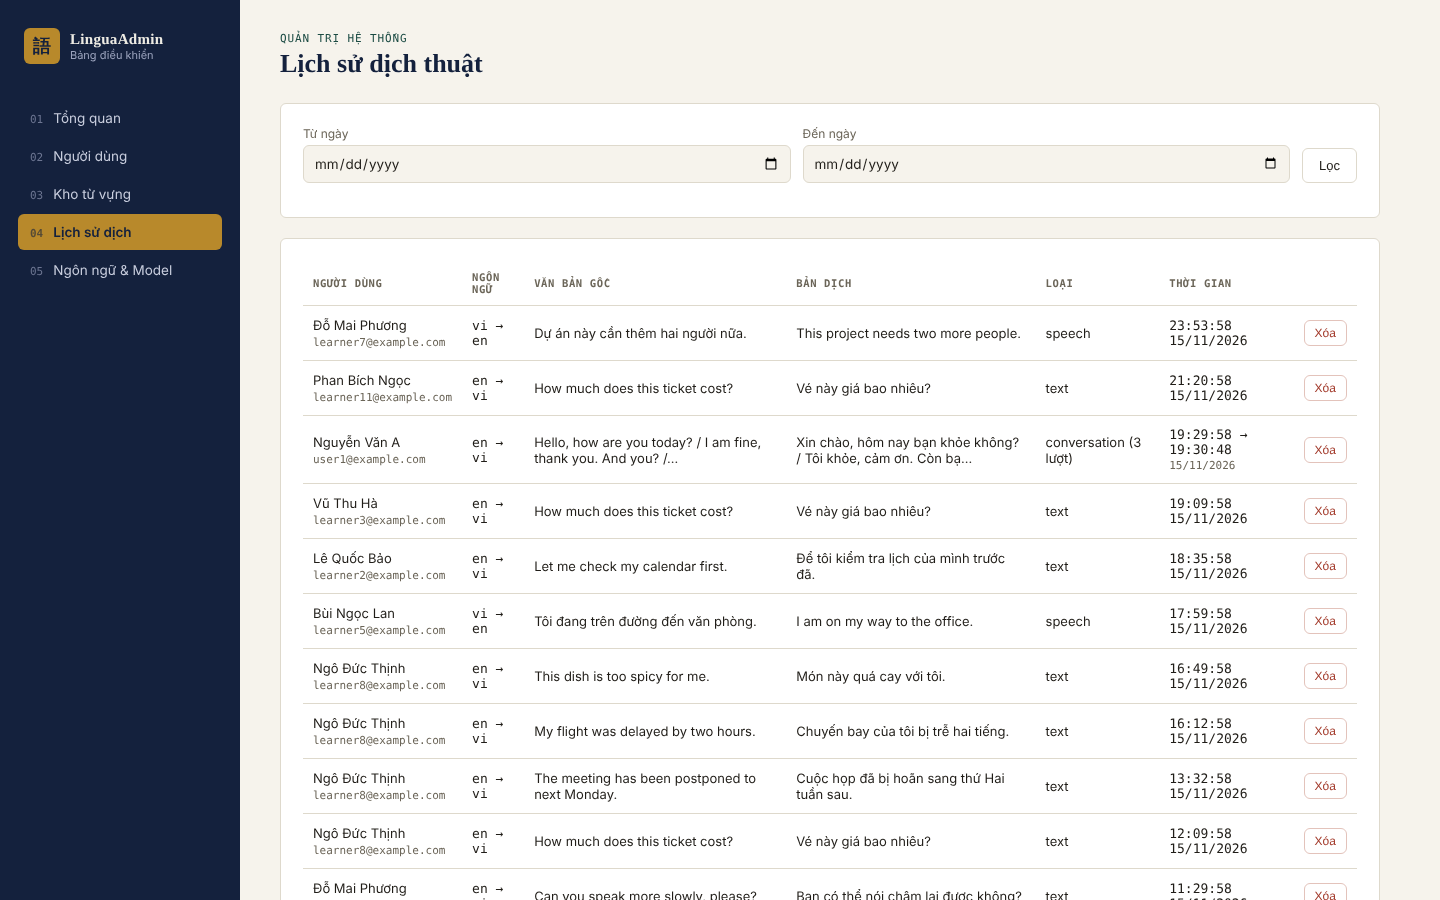 語
LinguaAdmin
Bảng điều khiển
01 Tổng quan
02 Người dùng
03 Kho từ vựng
04 Lịch sử dịch
05 Ngôn ngữ & Model
QUẢN TRỊ HỆ THỐNG
Lịch sử dịch thuật
Từ ngày
Đến ngày
mm/dd/yyyy
mm/dd/yyyy
Lọc
NGƯỜI DÙNG
NGÔN
NGỮ
VĂN BẢN GỐC
BẢN DỊCH
LOẠI
THỜI GIAN
Đỗ Mai Phương
learner7@example.com
vi →
en
Dự án này cần thêm hai người nữa.
This project needs two more people.
speech
23:53:58
15/11/2026
Xóa
Phan Bích Ngọc
learner11@example.com
en →
vi
How much does this ticket cost?
Vé này giá bao nhiêu?
text
21:20:58
15/11/2026
Xóa
Nguyễn Văn A
user1@example.com
en →
vi
Hello, how are you today? / I am fine,
thank you. And you? /...
Xin chào, hôm nay bạn khỏe không?
/ Tôi khỏe, cảm ơn. Còn bạ...
conversation (3
lượt)
19:29:58 →
19:30:48
15/11/2026
Xóa
Vũ Thu Hà
learner3@example.com
en →
vi
How much does this ticket cost?
Vé này giá bao nhiêu?
text
19:09:58
15/11/2026
Xóa
Lê Quốc Bảo
learner2@example.com
en →
vi
Let me check my calendar first.
Để tôi kiểm tra lịch của mình trước
đã.
text
18:35:58
15/11/2026
Xóa
Bùi Ngọc Lan
learner5@example.com
vi →
en
Tôi đang trên đường đến văn phòng.
I am on my way to the office.
speech
17:59:58
15/11/2026
Xóa
Ngô Đức Thịnh
learner8@example.com
en →
vi
This dish is too spicy for me.
Món này quá cay với tôi.
text
16:49:58
15/11/2026
Xóa
Ngô Đức Thịnh
learner8@example.com
en →
vi
My flight was delayed by two hours.
Chuyến bay của tôi bị trễ hai tiếng.
text
16:12:58
15/11/2026
Xóa
Ngô Đức Thịnh
learner8@example.com
en →
vi
The meeting has been postponed to
next Monday.
Cuộc họp đã bị hoãn sang thứ Hai
tuần sau.
text
13:32:58
15/11/2026
Xóa
Ngô Đức Thịnh
learner8@example.com
en →
vi
How much does this ticket cost?
Vé này giá bao nhiêu?
text
12:09:58
15/11/2026
Xóa
Đỗ Mai Phương
en →
Can you speak more slowly, please?
Bạn có thể nói chậm lại được không?
text
11:29:58
Xóa